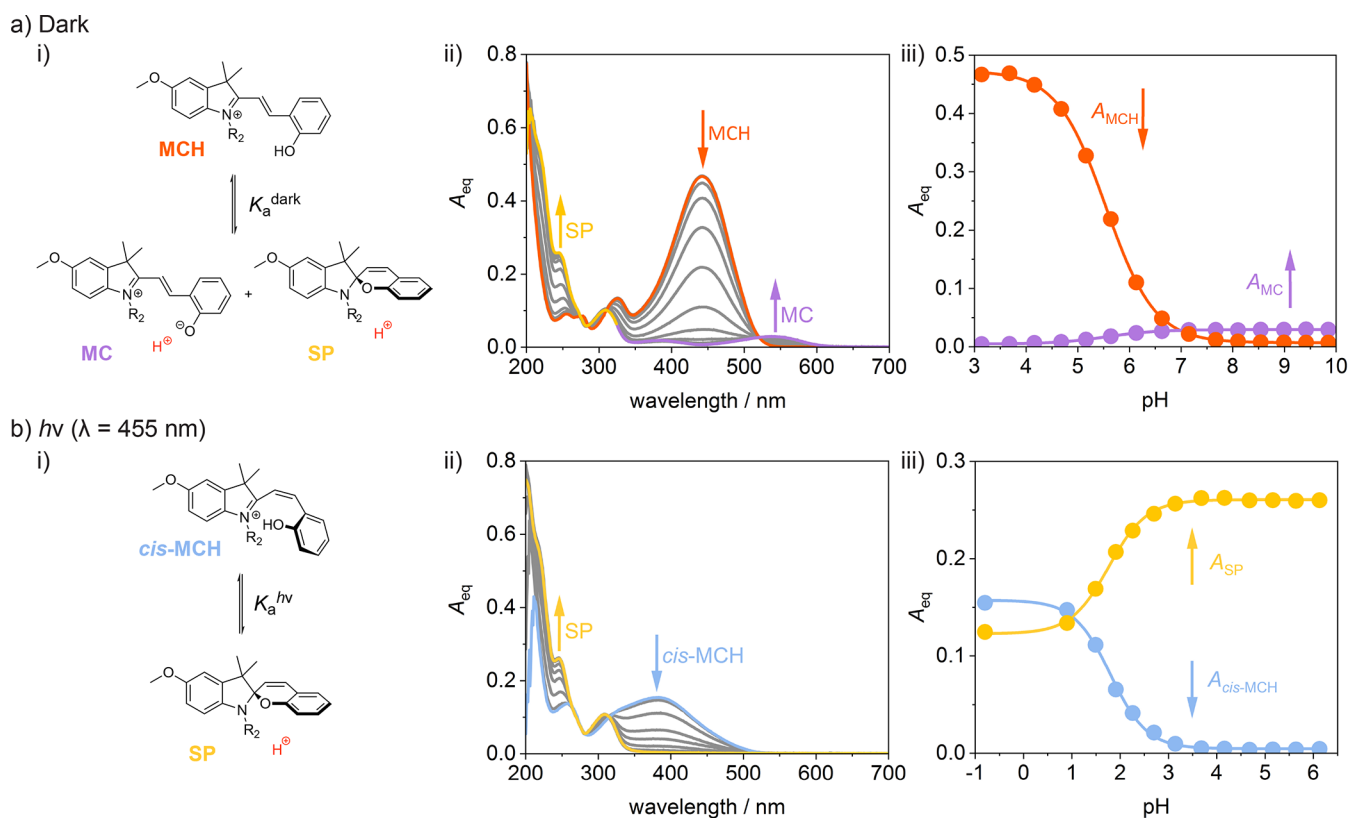 a) Dark
i)
O
N⊕
R2
HO
MCH
Kₐ^dark
O
N⊕
R2
O⊖
H⊕
MC
+
O
N
O
R2
H⊕
SP
ii)
0.8
0.6
0.4
0.2
0.0
Aeq
SP
MCH
MC
200 300 400 500 600 700
wavelength / nm
iii)
0.5
0.4
0.3
0.2
0.1
0.0
Aeq
AMCH
AMC
3 4 5 6 7 8 9 10
pH
b) hν (λ = 455 nm)
i)
O
N⊕
HO
R2
cis-MCH
Kₐ^hν
O
N
O
R2
H⊕
SP
ii)
0.8
0.6
0.4
0.2
0.0
Aeq
SP
cis-MCH
200 300 400 500 600 700
wavelength / nm
iii)
0.3
0.2
0.1
0.0
Aeq
ASP
Acis-MCH
-1 0 1 2 3 4 5 6
pH